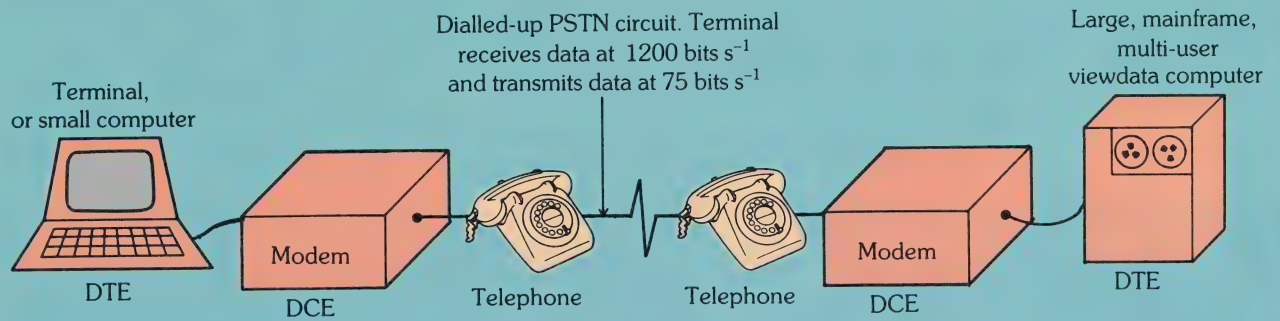 Dialled-up PSTN circuit. Terminal
receives data at 1200 bits s⁻¹
and transmits data at 75 bits s⁻¹
Large, mainframe,
multi-user
viewdata computer
Terminal,
or small computer
Modem
Modem
DTE
DCE
Telephone
Telephone
DCE
DTE